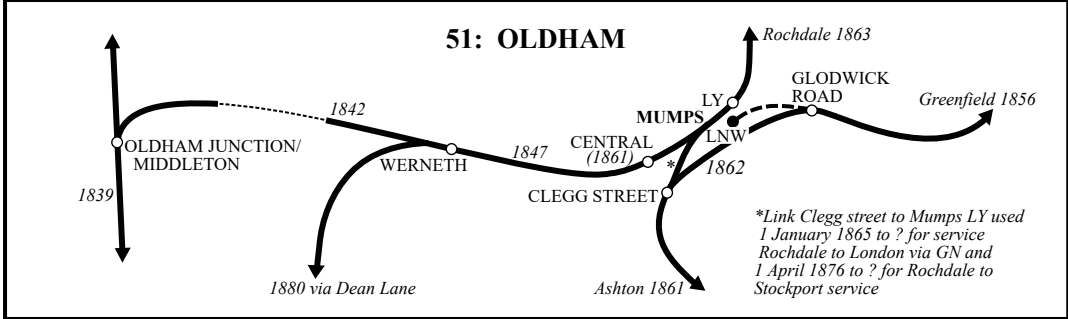 51: OLDHAM
Rochdale 1863
GLODWICK
ROAD
Greenfield 1856
LY
MUMPS
LNW
1842
CENTRAL
(1861)
OLDHAM JUNCTION/
MIDDLETON
WERNETH
1847
1862
*
CLEGG STREET
1839
*Link Clegg street to Mumps LY used
1 January 1865 to ? for service
Rochdale to London via GN and
1 April 1876 to ? for Rochdale to
Stockport service
1880 via Dean Lane
Ashton 1861